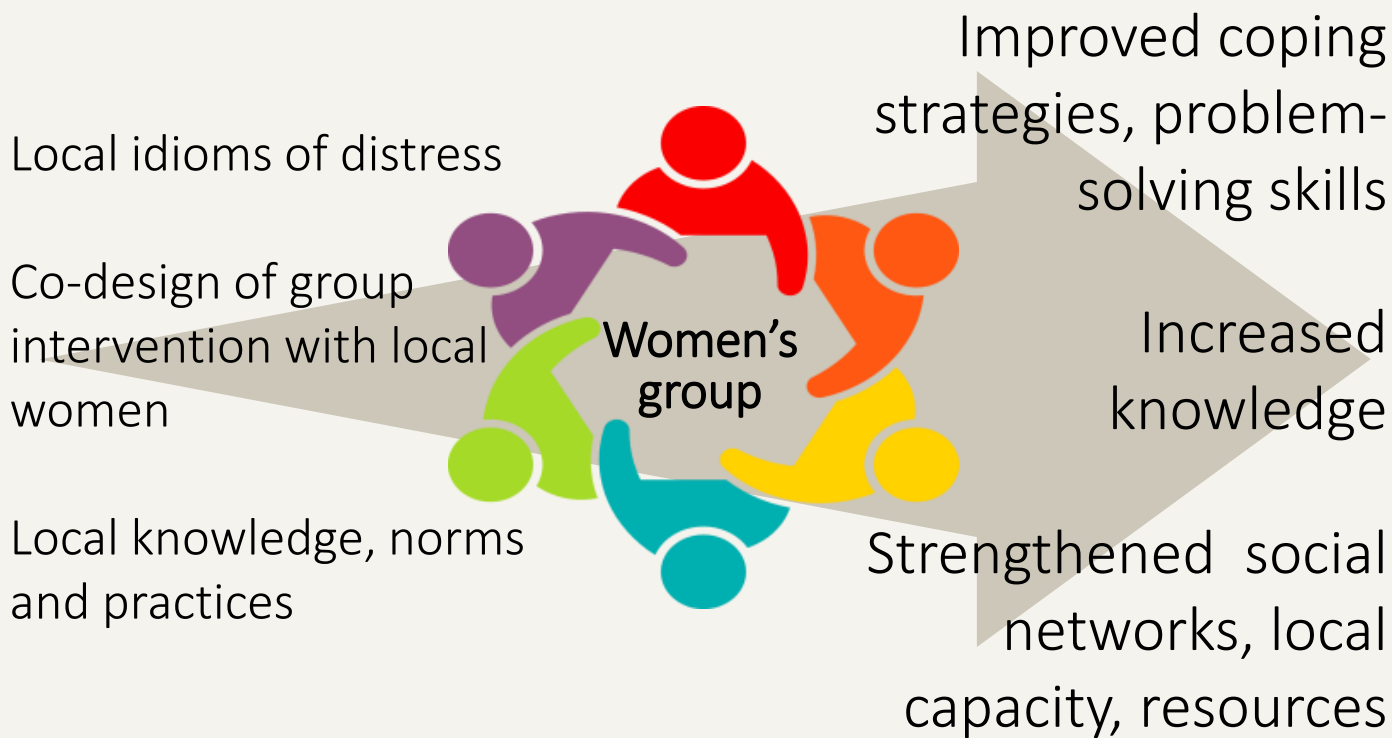 Local idioms of distress
Co-design of group
intervention with local
women
Local knowledge, norms
and practices
Women’s
group
Improved coping
strategies, problem-
solving skills
Increased
knowledge
Strengthened  social
networks, local
capacity, resources